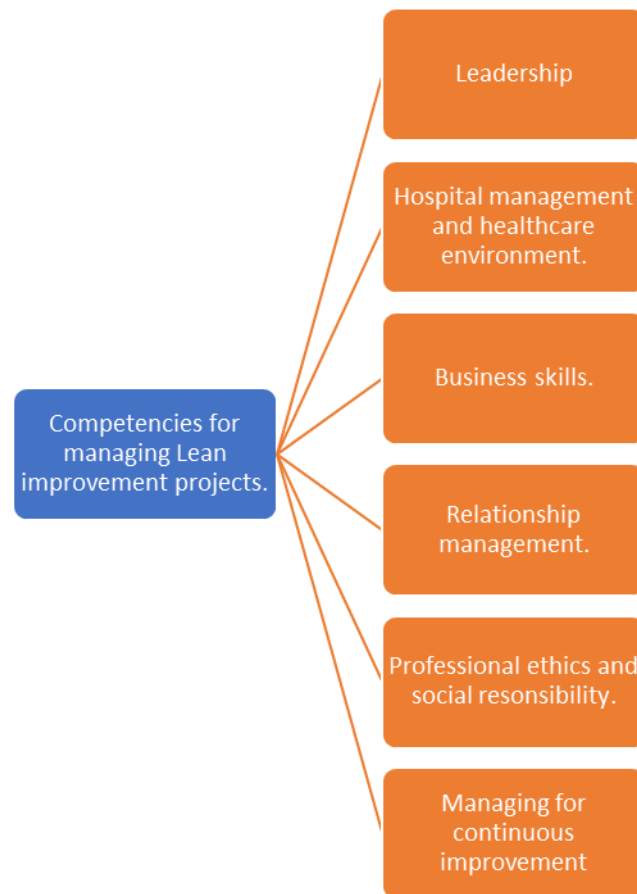 Leadership
Hospital management
and healthcare
environment.
Business skills.
Competencies for
managing Lean
improvement projects.
Relationship
management.
Professional ethics and
social resonsibility.
Managing for
continuous
improvement